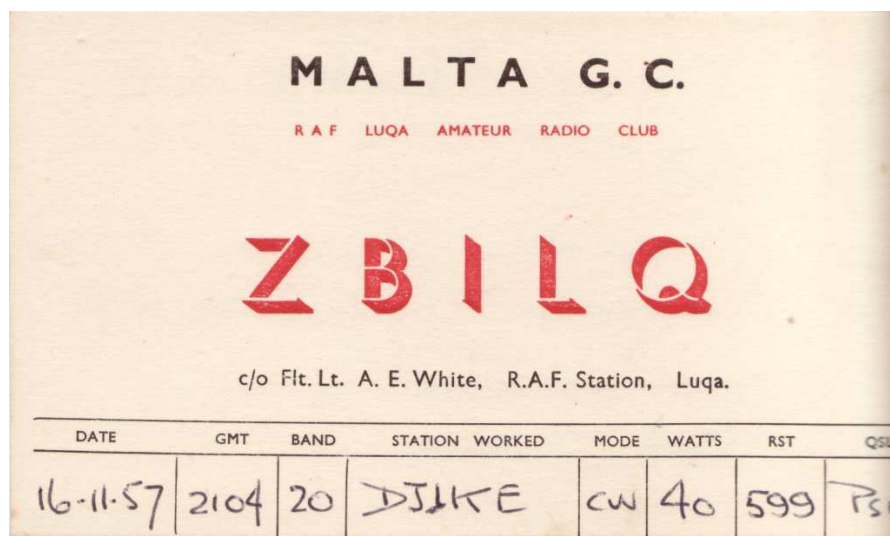 MALTA G. C.
RAF LUQA AMATEUR RADIO CLUB
ZB1LQ
c/o Flt. Lt. A. E. White, R.A.F. Station, Luqa.
DATE GMT BAND STATION WORKED MODE WATTS RST QSL
16-11-57 2104 20 DJ1KE CW 40 599